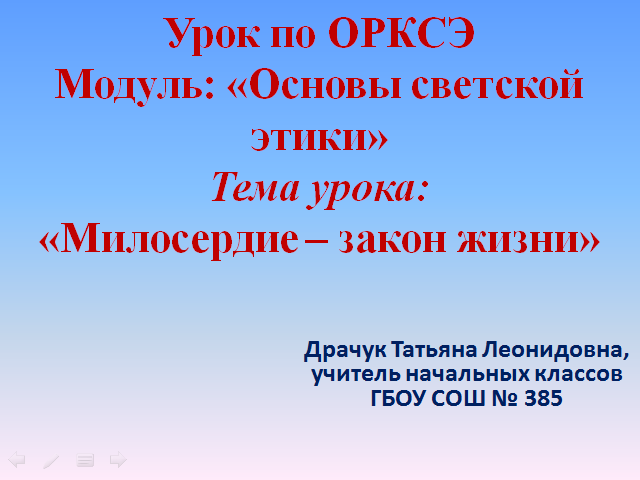 Урок по ОРКСЭ
Модуль: «Основы светской
этики»
Тема урока:
«Милосердие – закон жизни»
Драчук Татьяна Леонидовна,
учитель начальных классов
ГБОУ СОШ № 385